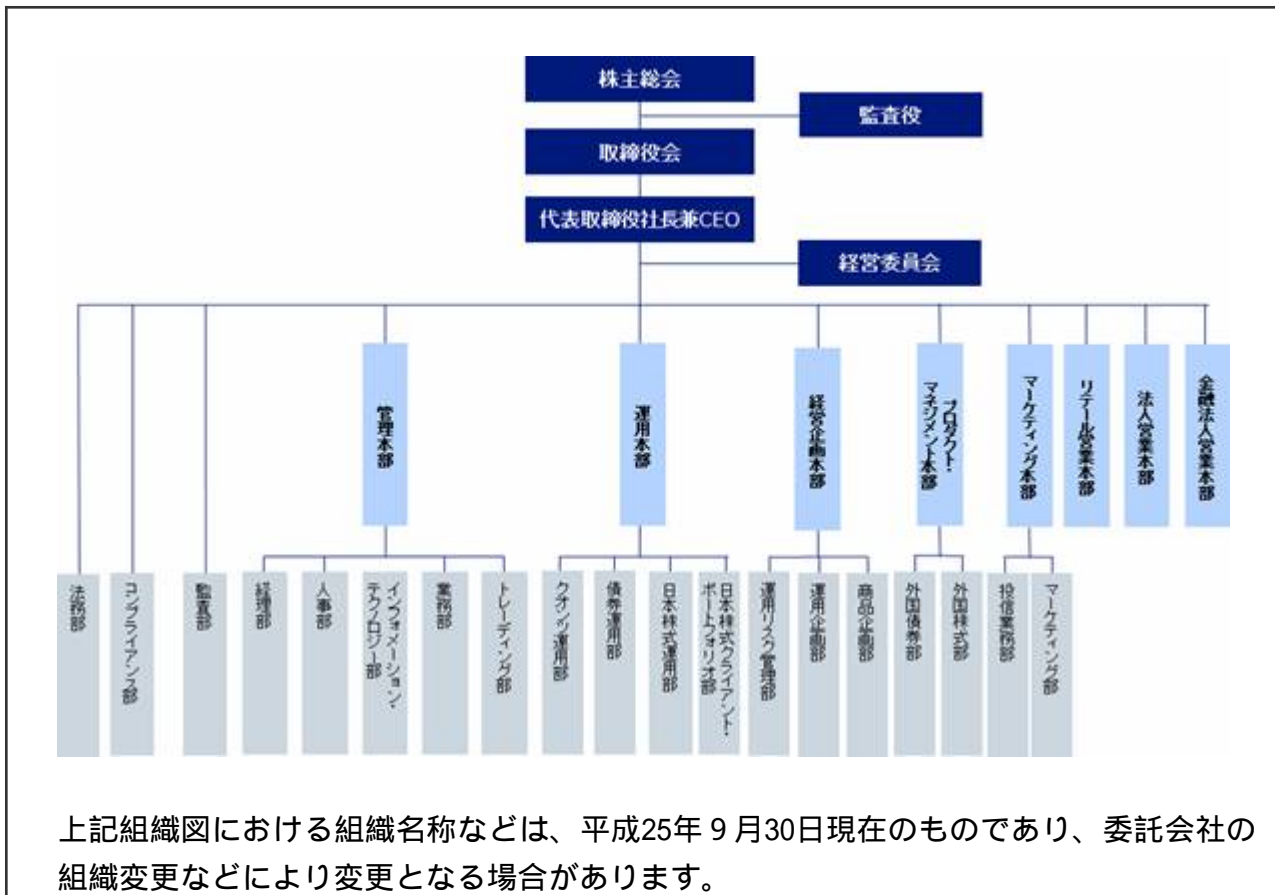 株主総会
監査役
取締役会
代表取締役社長兼CEO
経営委員会
管理本部
運用本部
経営企画本部
プロダクト・
マネジメント本部
マーケティング本部
リテール営業本部
法人営業本部
金融法人営業本部
法務部
コンプライアンス部
監査部
経理部
人事部
インフォメーション・
テクノロジー部
業務部
トレーディング部
クオンツ運用部
債券運用部
日本株式運用部
日本株式クライアント・
ポートフォリオ部
運用リスク管理部
運用企画部
商品企画部
外国債券部
外国株式部
投信業務部
マーケティング部
上記組織図における組織名称などは、平成25年９月30日現在のものであり、委託会社の
組織変更などにより変更となる場合があります。